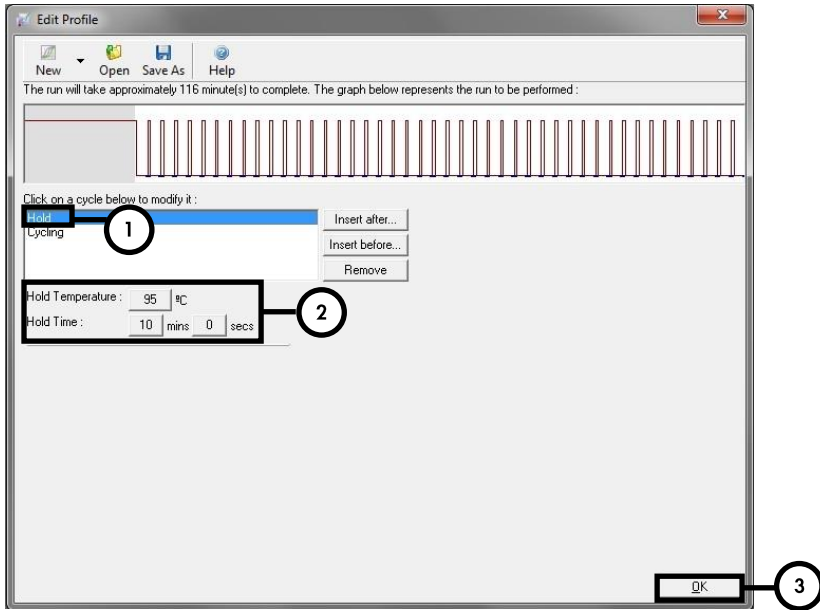 Edit Profile
New Open Save As Help
The run will take approximately 116 minute(s) to complete. The graph below represents the run to be performed :
Click on a cycle below to modify it :
Hold
1
Insert after...
Cycling
Insert before...
Remove
Hold Temperature : 95 ºC
2
Hold Time : 10 mins 0 secs
OK
3